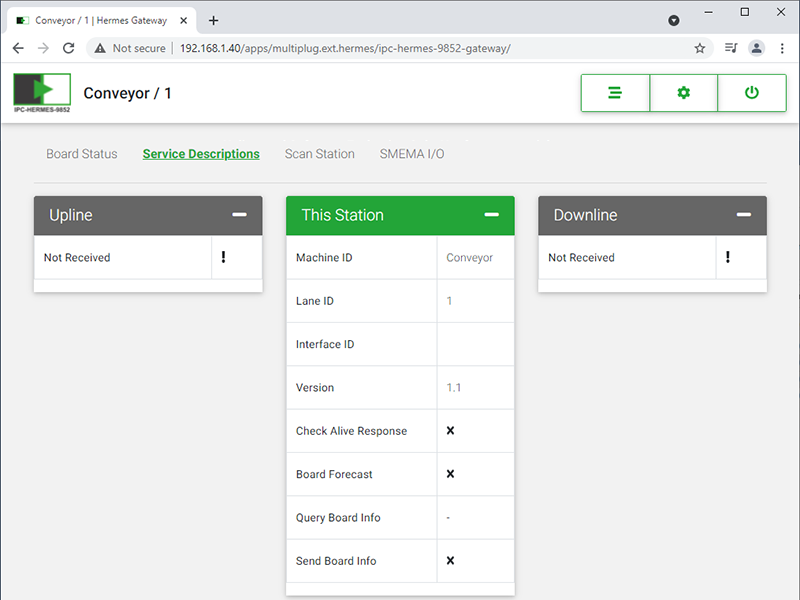 Conveyor / 1 | Hermes Gateway
Not secure
192.168.1.40/apps/multiplug.ext.hermes/ipc-hermes-9852-gateway/
IPC-HERMES-9852
Conveyor / 1
Board Status
Service Descriptions
Scan Station
SMEMA I/O
Upline
Not Received
This Station
Machine ID Conveyor
Lane ID 1
Interface ID
Version 1.1
Check Alive Response
Board Forecast
Query Board Info -
Send Board Info
Downline
Not Received